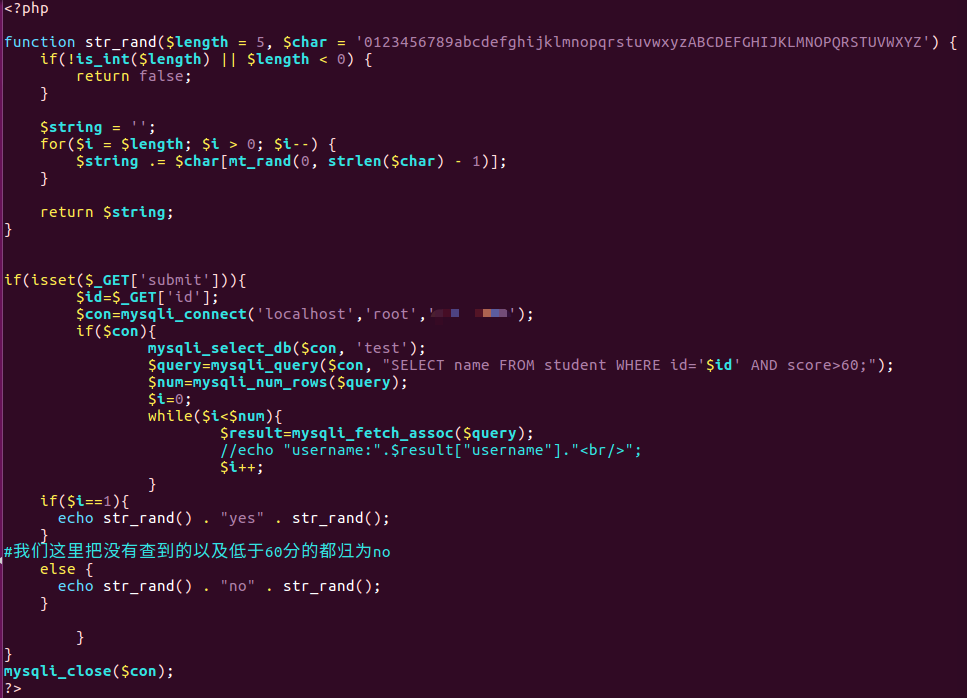 <?php
function str_rand($length = 5, $char = '0123456789abcdefghijklmnopqrstuvwxyzABCDEFGHIJKLMNOPQRSTUVWXYZ') {
    if(!is_int($length) || $length < 0) {
        return false;
    }
    $string = '';
    for($i = $length; $i > 0; $i--) {
        $string .= $char[mt_rand(0, strlen($char) - 1)];
    }
    return $string;
}
if(isset($_GET['submit'])){
        $id=$_GET['id'];
        $con=mysqli_connect('localhost','root','');
        if($con){
                mysqli_select_db($con, 'test');
                $query=mysqli_query($con, "SELECT name FROM student WHERE id='$id' AND score>60;");
                $num=mysqli_num_rows($query);
                $i=0;
                while($i<$num){
                        $result=mysqli_fetch_assoc($query);
                        //echo "username:".$result["username"]."<br/>";
                        $i++;
                }
    if($i==1){
      echo str_rand() . "yes" . str_rand();
    }
#我们这里把没有查到的以及低于60分的都归为no
    else {
      echo str_rand() . "no" . str_rand();
    }
        }
}
mysqli_close($con);
?>